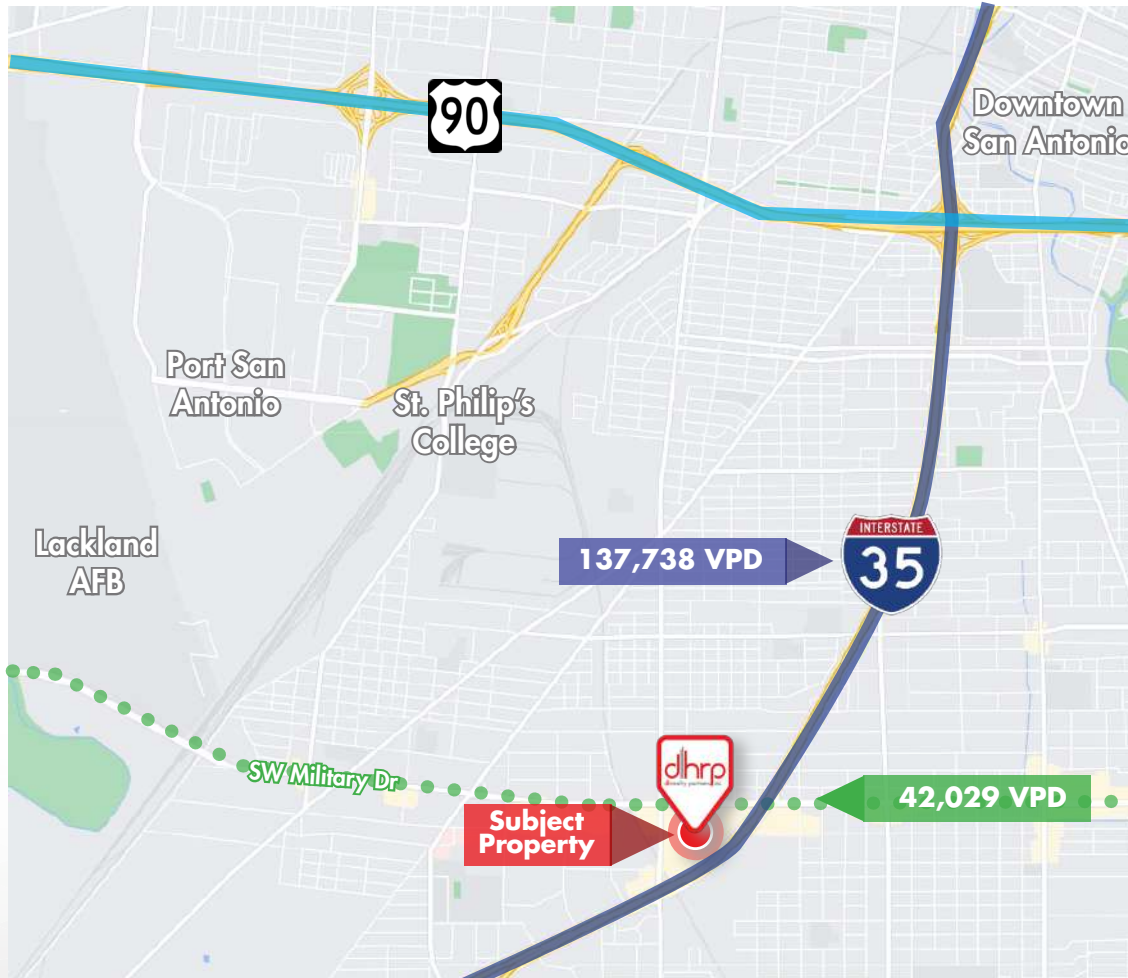 90
Downtown
San Antonio
Port San
Antonio
St. Philip's
College
Lackland
AFB
137,738 VPD
INTERSTATE
35
SW Military Dr
dhrp
42,029 VPD
Subject
Property